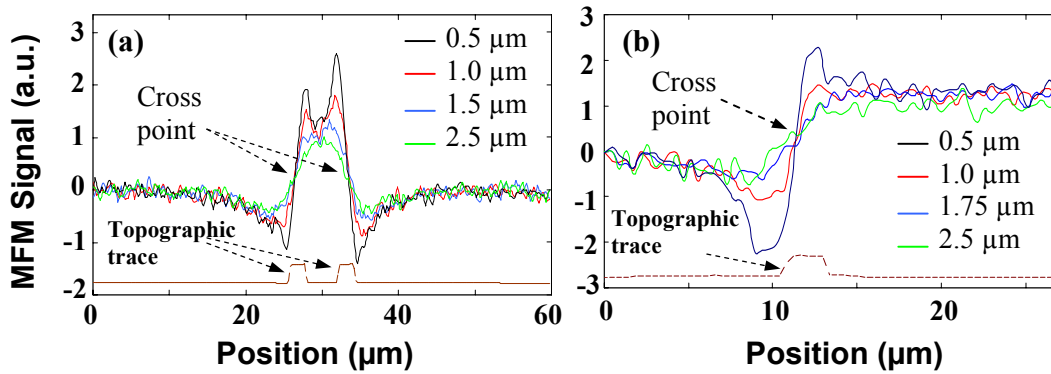 MFM Signal (a.u.)
3
2
1
0
-1
-2
(a)
0.5 µm
1.0 µm
1.5 µm
2.5 µm
Cross
point
Topographic
trace
0
20
40
60
Position (µm)
3
2
1
0
-1
-2
-3
(b)
Cross
point
0.5 µm
1.0 µm
1.75 µm
2.5 µm
Topographic
trace
0
10
20
Position (µm)